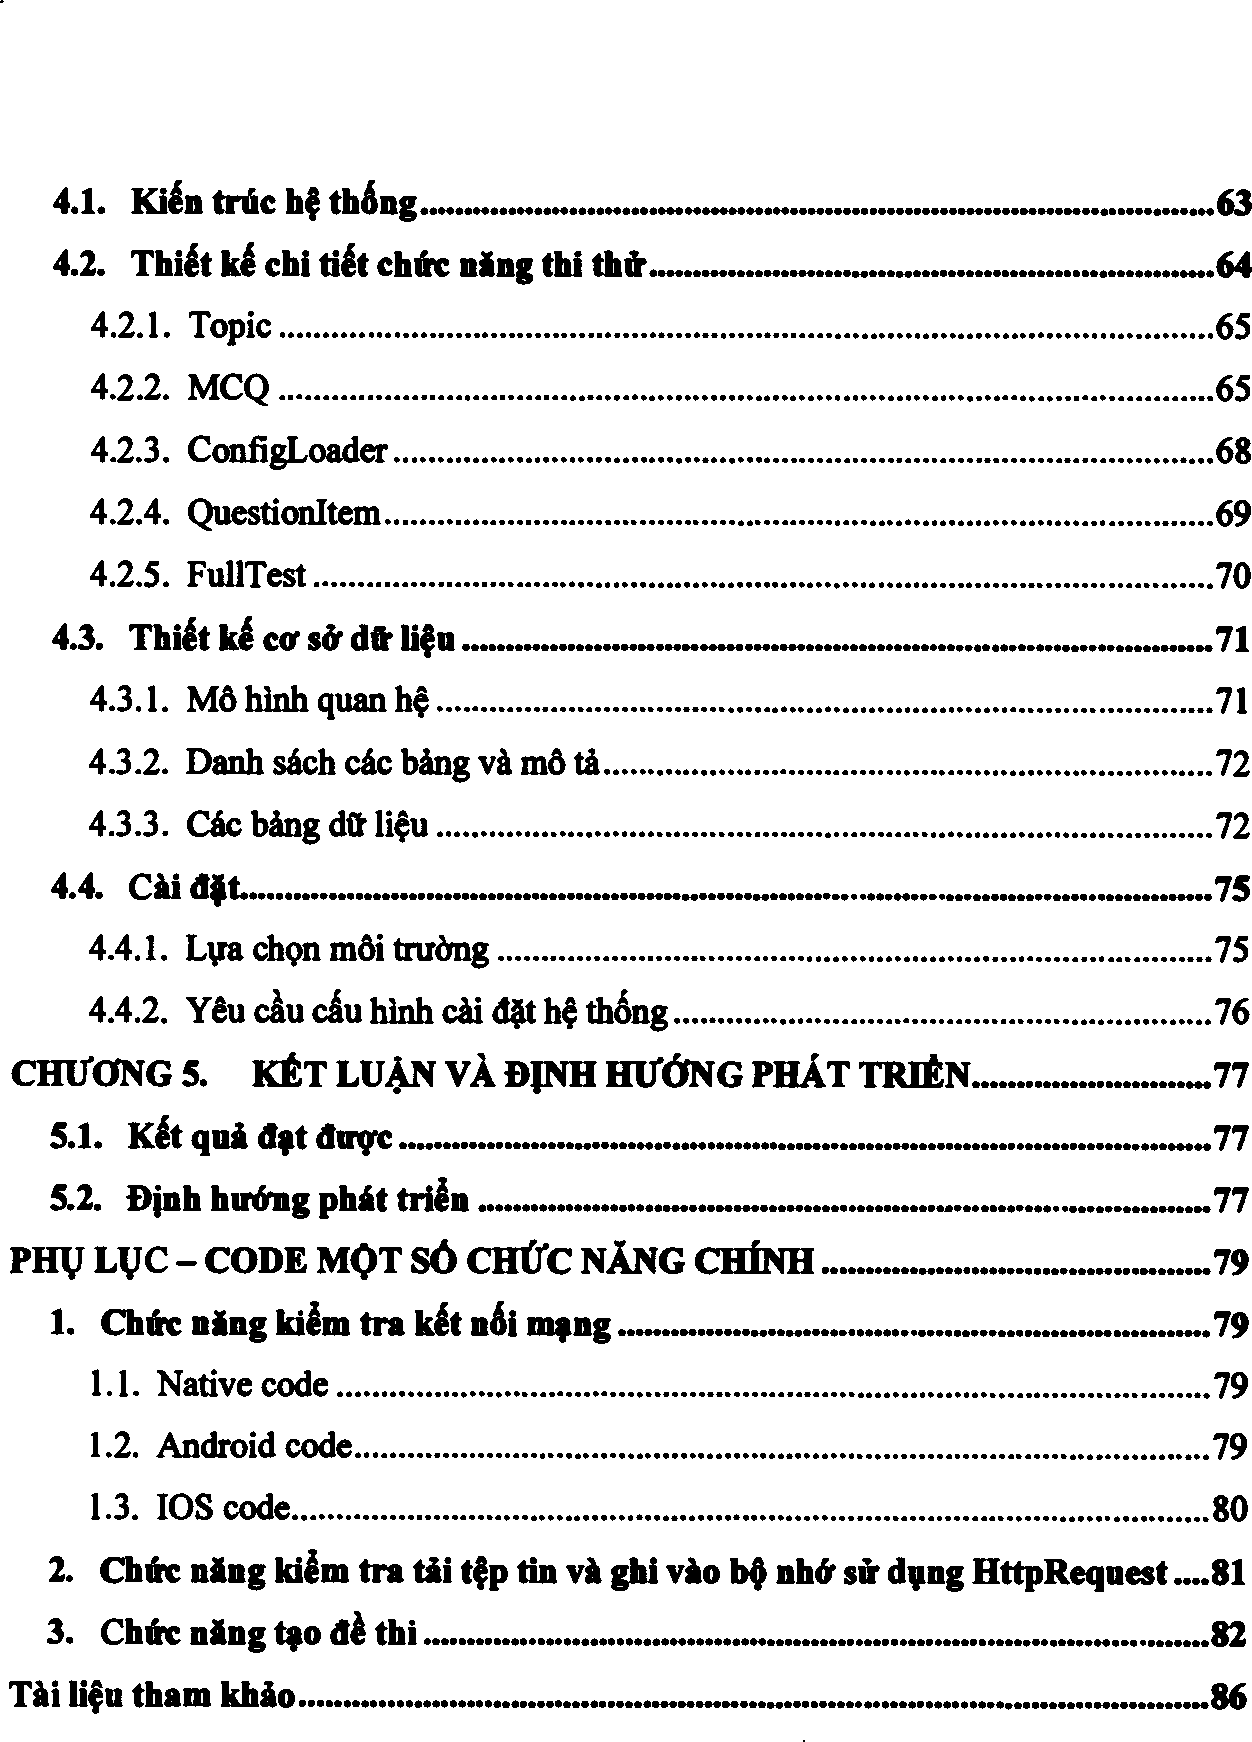 4.1. Kiến trúc hệ thống........63
4.2. Thiết kế chi tiết chức năng thi thử........64
4.2.1. Topic........65
4.2.2. MCQ........65
4.2.3. ConfigLoader........68
4.2.4. QuestionItem........69
4.2.5. FullTest........70
4.3. Thiết kế cơ sở dữ liệu........71
4.3.1. Mô hình quan hệ........71
4.3.2. Danh sách các bảng và mô tả........72
4.3.3. Các bảng dữ liệu........72
4.4. Cài đặt........75
4.4.1. Lựa chọn môi trường........75
4.4.2. Yêu cầu cấu hình cài đặt hệ thống........76
CHƯƠNG 5. KẾT LUẬN VÀ ĐỊNH HƯỚNG PHÁT TRIỂN........77
5.1. Kết quả đạt được........77
5.2. Định hướng phát triển........77
PHỤ LỤC – CODE MỘT SỐ CHỨC NĂNG CHÍNH........79
1. Chức năng kiểm tra kết nối mạng........79
1.1. Native code........79
1.2. Android code........79
1.3. IOS code........80
2. Chức năng kiểm tra tải tệp tin và ghi vào bộ nhớ sử dụng HttpRequest....81
3. Chức năng tạo đề thi........82
Tài liệu tham khảo........86